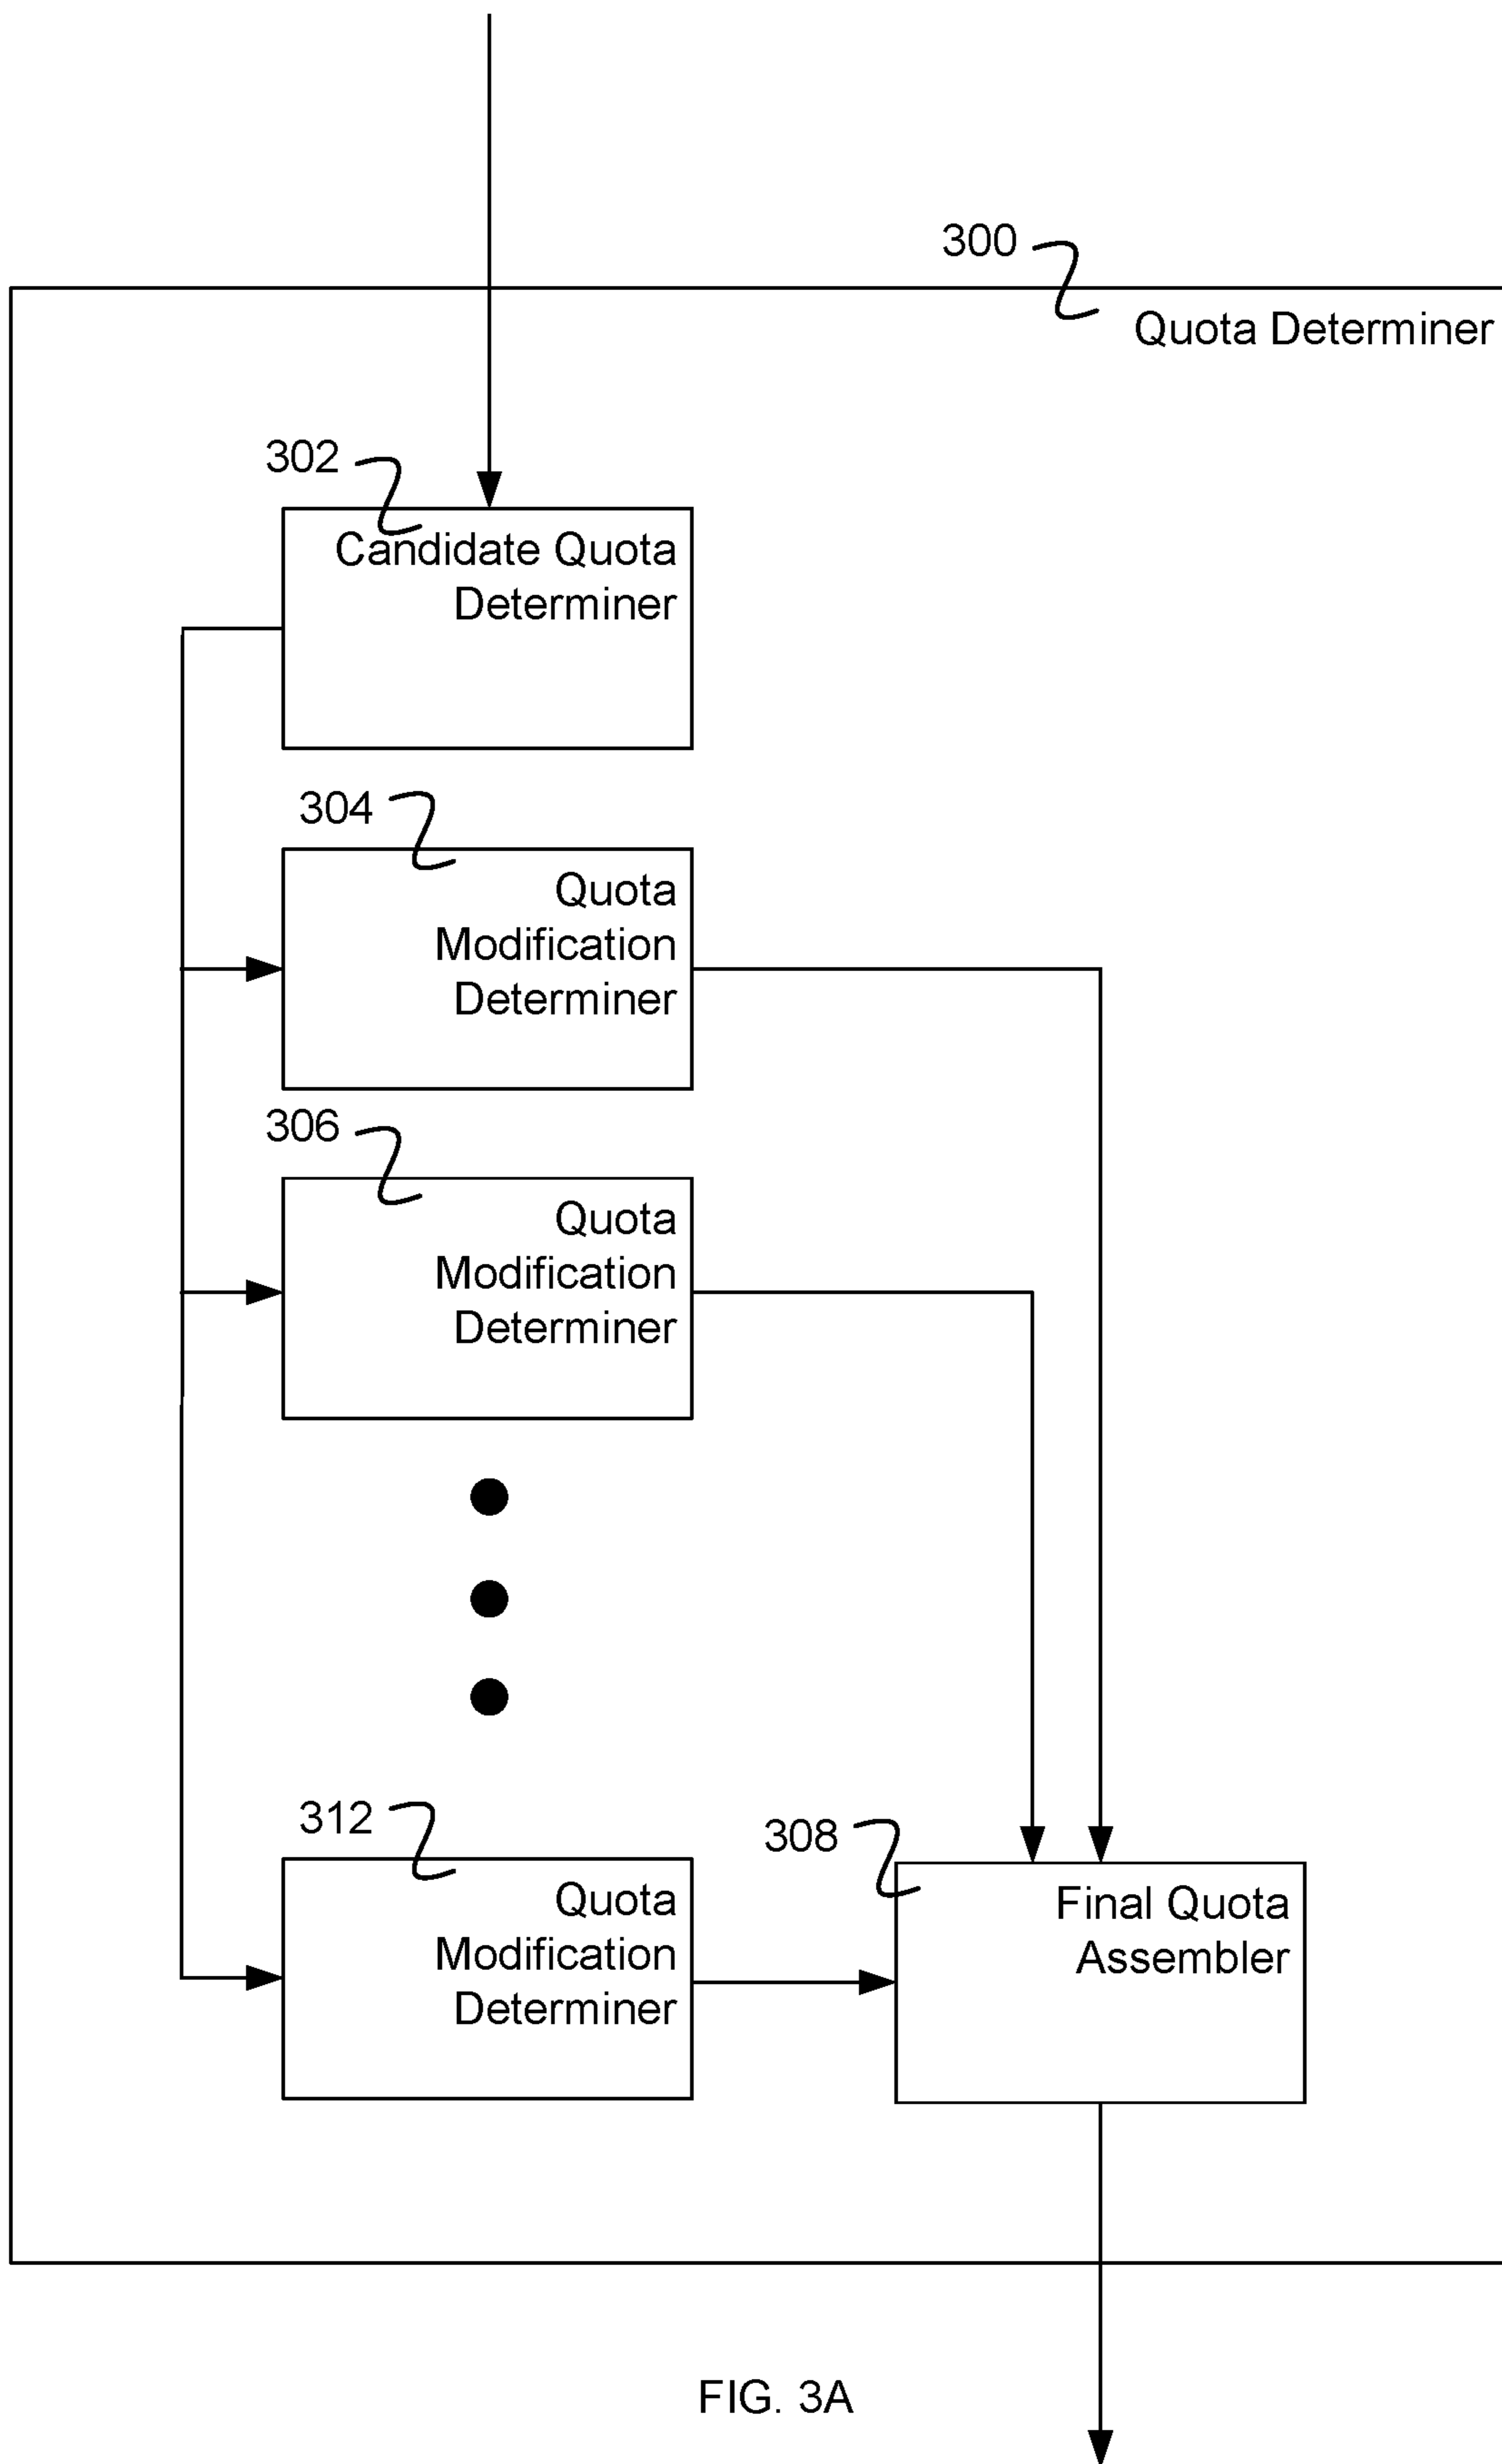 300
Quota Determiner
302
Candidate Quota
Determiner
304
Quota
Modification
Determiner
306
Quota
Modification
Determiner
312
Quota
Modification
Determiner
308
Final Quota
Assembler
FIG. 3A